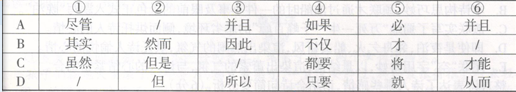 ① ② ③ ④ ⑤ ⑥
A 尽管 / 并且 如果 必 并且
B 其实 然而 因此 不仅 才 /
C 虽然 但是 / 都要 将 才能
D / 但 所以 只要 就 从而